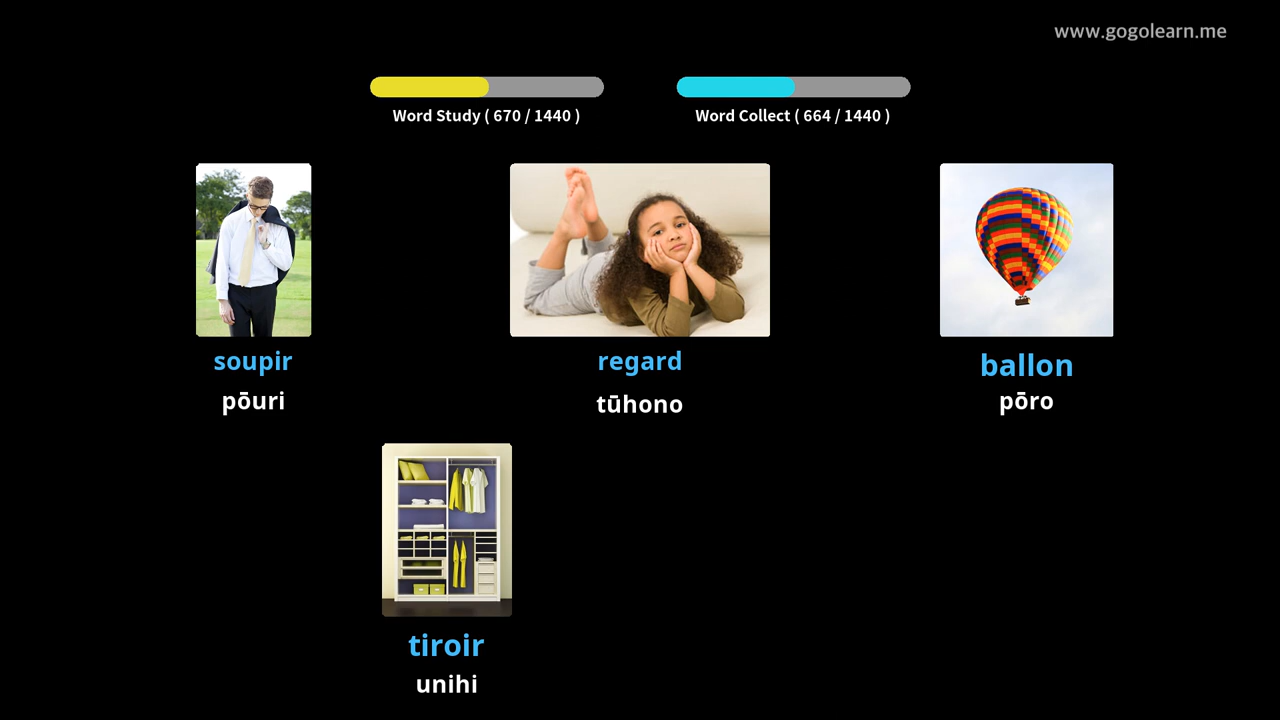 www.gogolearn.me
Word Study ( 670 / 1440 )
Word Collect ( 664 / 1440 )
soupir
pōuri
regard
tūhono
ballon
pōro
tiroir
unihi